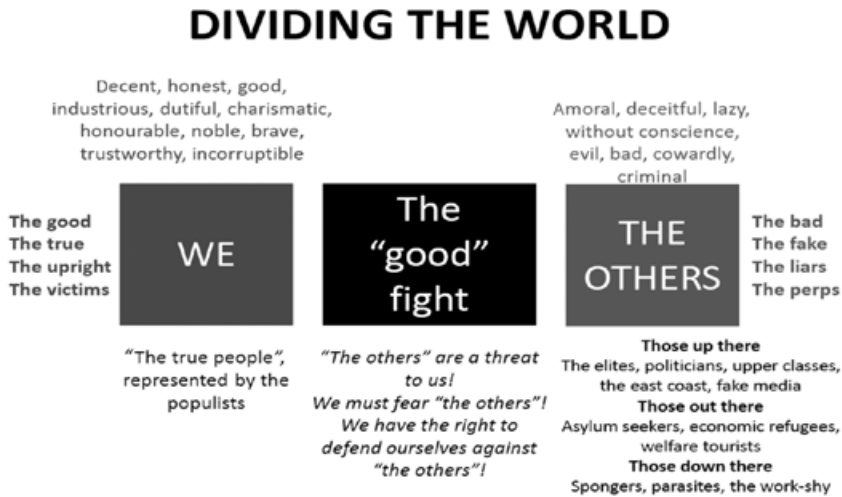 DIVIDING THE WORLD
Decent, honest, good,
industrious, dutiful, charismatic,
honourable, noble, brave,
trustworthy, incorruptible
The good
The true
The upright
The victims
WE
"The true people",
represented by the
populists
The
"good"
fight
"The others" are a threat
to us!
We must fear "the others"!
We have the right to
defend ourselves against
"the others"!
Amoral, deceitful, lazy,
without conscience,
evil, bad, cowardly,
criminal
THE
OTHERS
The bad
The fake
The liars
The perps
Those up there
The elites, politicians, upper classes,
the east coast, fake media
Those out there
Asylum seekers, economic refugees,
welfare tourists
Those down there
Spongers, parasites, the work-shy